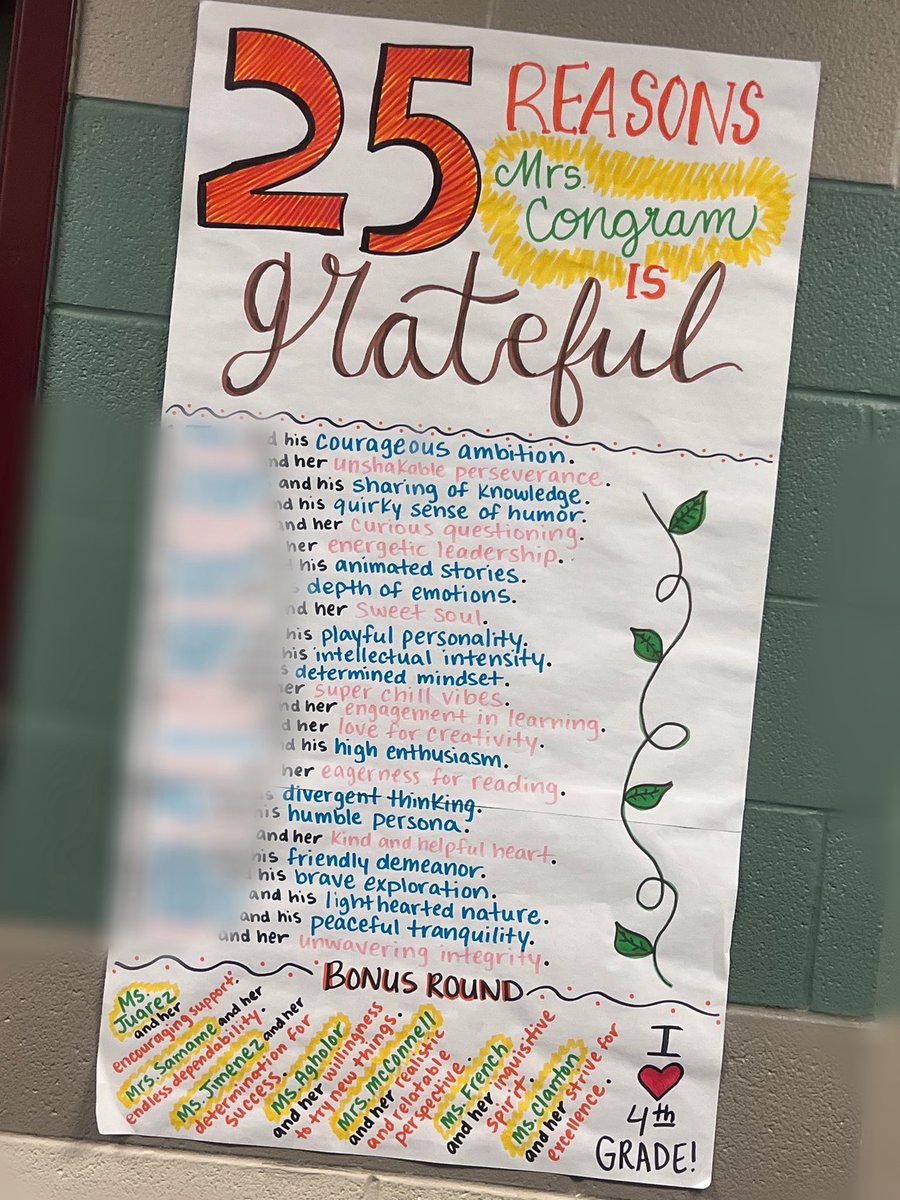 25 REASONS
Mrs.
Congram
IS
grateful
his courageous ambition.
and her unshakable perseverance.
and his sharing of knowledge.
and his quirky sense of humor.
and her curious questioning.
her energetic leadership.
his animated stories.
depth of emotions.
and her sweet soul.
his playful personality.
his intellectual intensity.
determined mindset.
her super chill vibes.
and her engagement in learning.
her love for creativity.
his high enthusiasm.
her eagerness for reading.
divergent thinking.
his humble persona.
and her kind and helpful heart.
his friendly demeanor.
his brave exploration.
and his lighthearted nature.
and his peaceful tranquility.
and her unwavering integrity.
BONUS ROUND
Ms.
Juarez
and her
encouraging support.
Mrs. Samame and her
endless dependability.
Ms. Jimenez and her
determination for
success.
Ms. Agholor
and her willingness
to try new things.
Mrs. McConnell
and her realistic
and relatable
perspective.
Ms. French
and her inquisitive
spirit.
Ms. Clanton
and her strive for
excellence.
I
4th
GRADE!